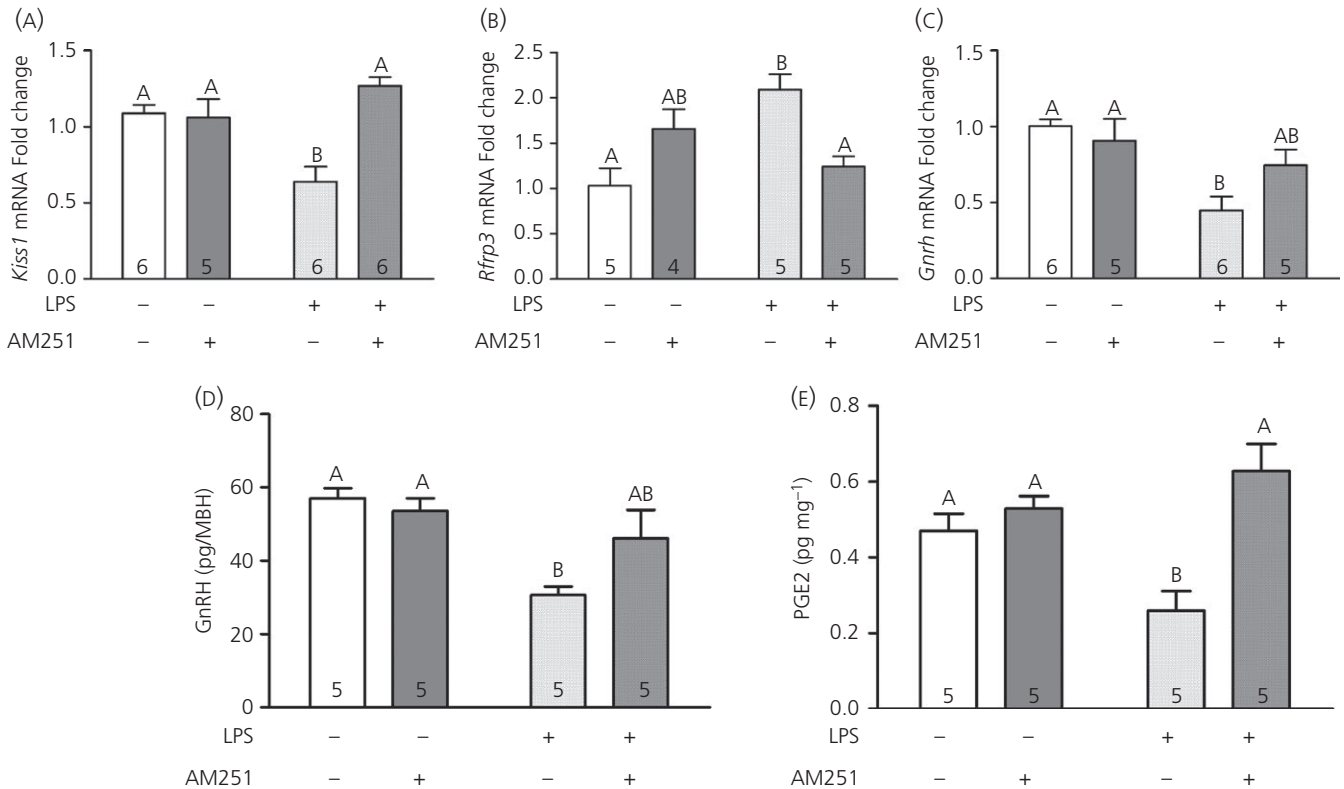 (A)
Kiss1 mRNA Fold change
1.5
1.0
0.5
0.0
A
A
B
A
6
5
6
6
LPS – – + +
AM251 – + – +
(B)
Rfrp3 mRNA Fold change
2.5
2.0
1.5
1.0
0.5
0.0
A
AB
B
A
5
4
5
5
LPS – – + +
AM251 – + – +
(C)
Gnrh mRNA Fold change
1.5
1.0
0.5
0.0
A
A
B
AB
6
5
6
5
LPS – – + +
AM251 – + – +
(D)
GnRH (pg/MBH)
80
60
40
20
0
A
A
B
AB
5
5
5
5
LPS – – + +
AM251 – + – +
(E)
PGE2 (pg mg⁻¹)
0.8
0.6
0.4
0.2
0.0
A
A
B
A
5
5
5
5
LPS – – + +
AM251 – + – +